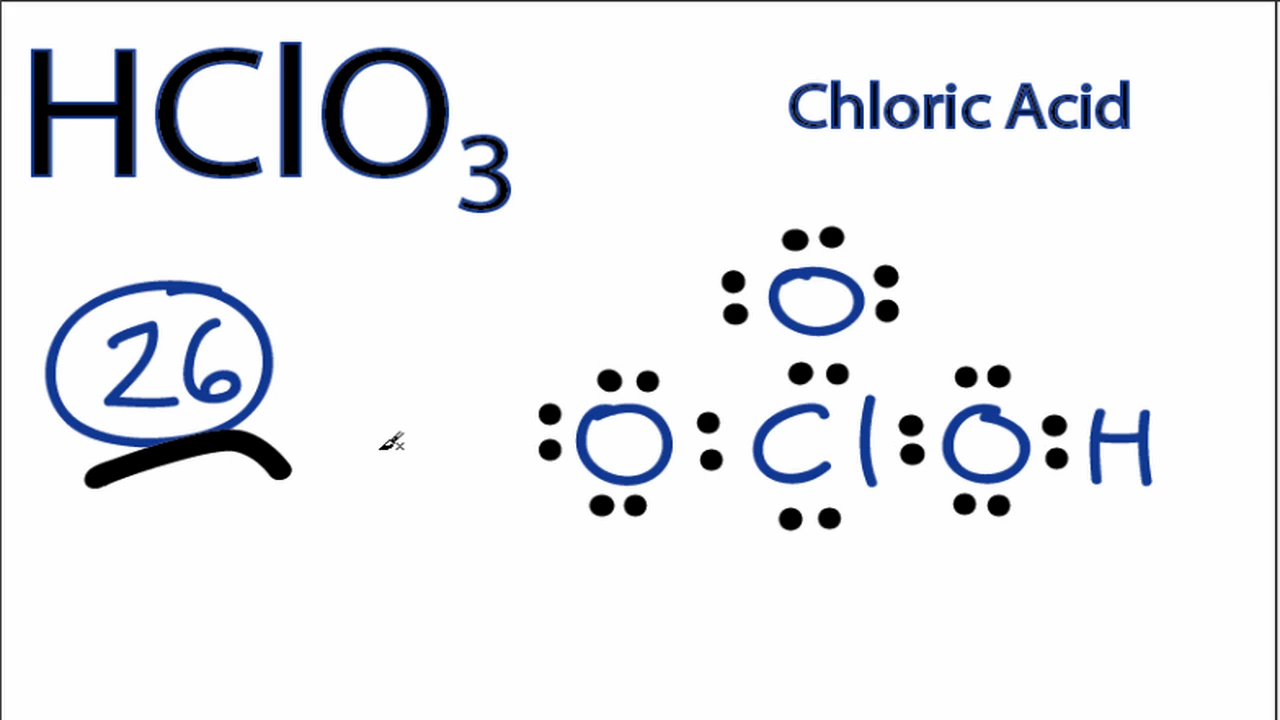 HClO₃
Chloric Acid
26
O
O Cl O H